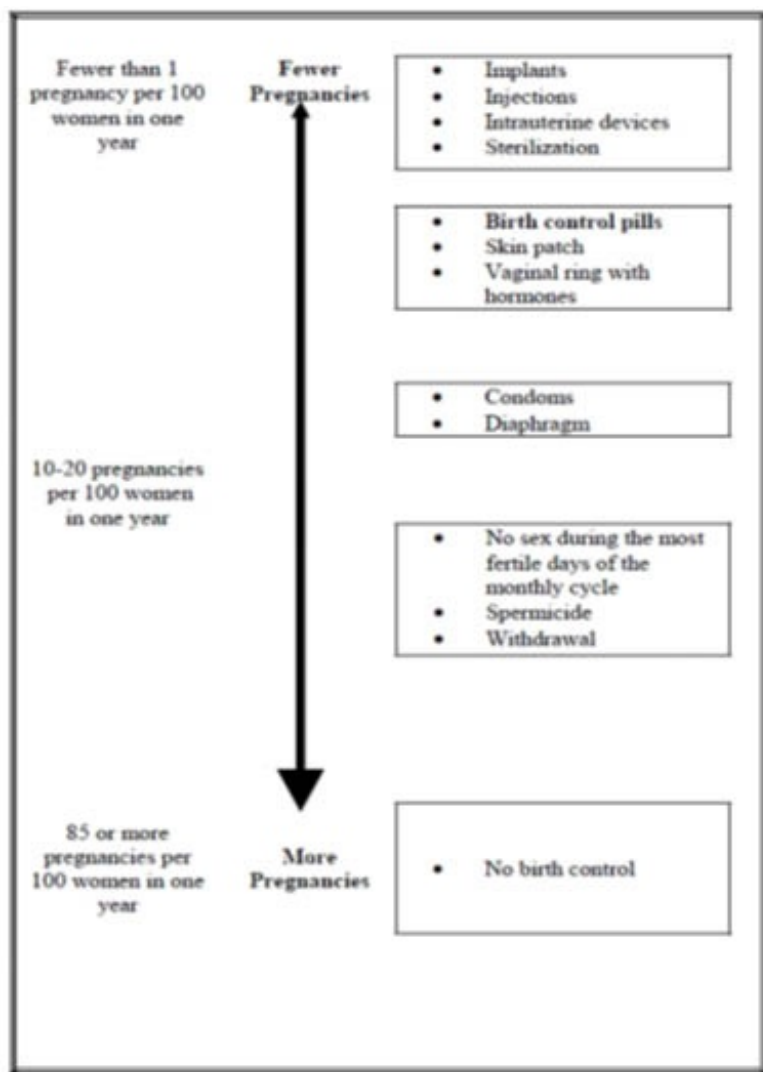 Fewer than 1
pregnancy per 100
women in one
year
Fewer
Pregnancies
• Implants
• Injections
• Intrauterine devices
• Sterilization
• Birth control pills
• Skin patch
• Vaginal ring with
hormones
• Condoms
• Diaphragm
10-20 pregnancies
per 100 women
in one year
• No sex during the most
fertile days of the
monthly cycle
• Spermicide
• Withdrawal
85 or more
pregnancies per
100 women in one
year
More
Pregnancies
• No birth control